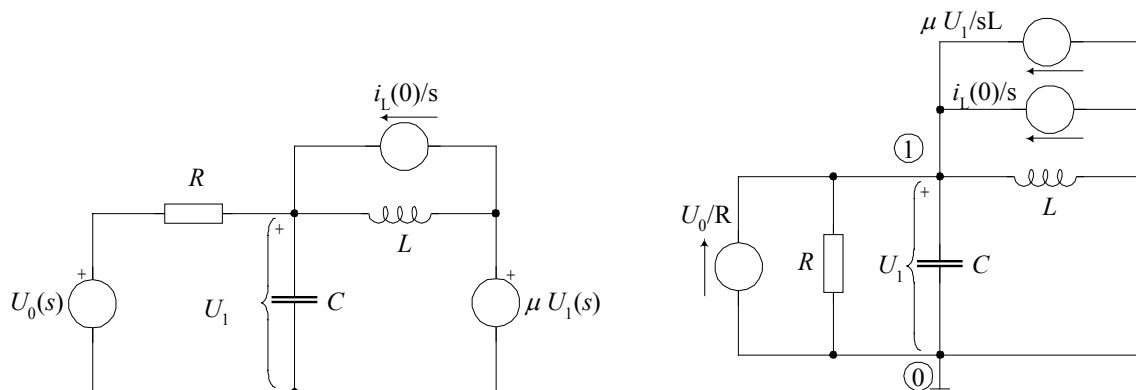 i_L(0)/s
R
+
L
+
U_0(s)
+
U_1
C
μ U_1(s)
μ U_1/sL
i_L(0)/s
①
U_0/R
+
L
R
U_1
C
⓪